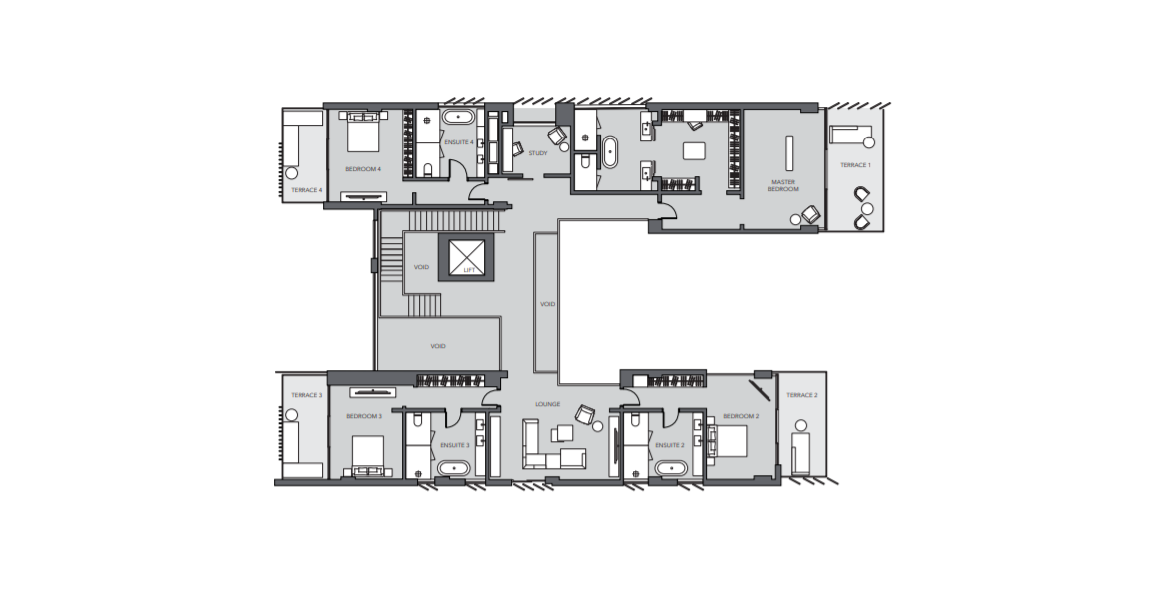 ENSUITE 4
STUDY
BEDROOM 4
TERRACE 4
TERRACE 1
MASTER
BEDROOM
VOID
LIFT
VOID
VOID
TERRACE 3
BEDROOM 3
LOUNGE
TERRACE 2
BEDROOM 2
ENSUITE 3
ENSUITE 2